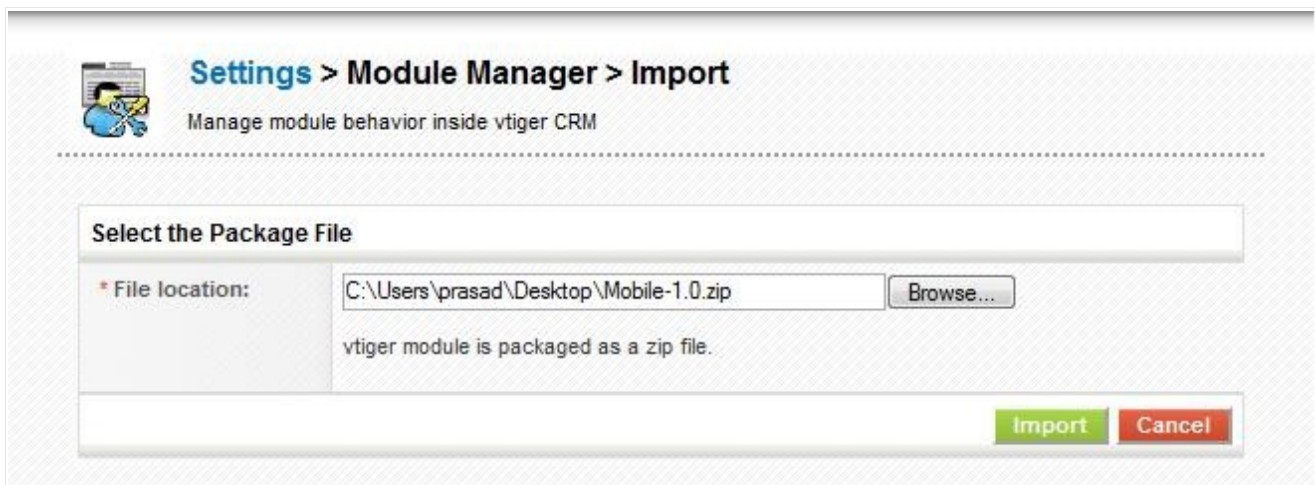 Settings > Module Manager > Import
Manage module behavior inside vtiger CRM
Select the Package File
* File location:
C:\Users\prasad\Desktop\Mobile-1.0.zip
Browse...
vtiger module is packaged as a zip file.
Import
Cancel